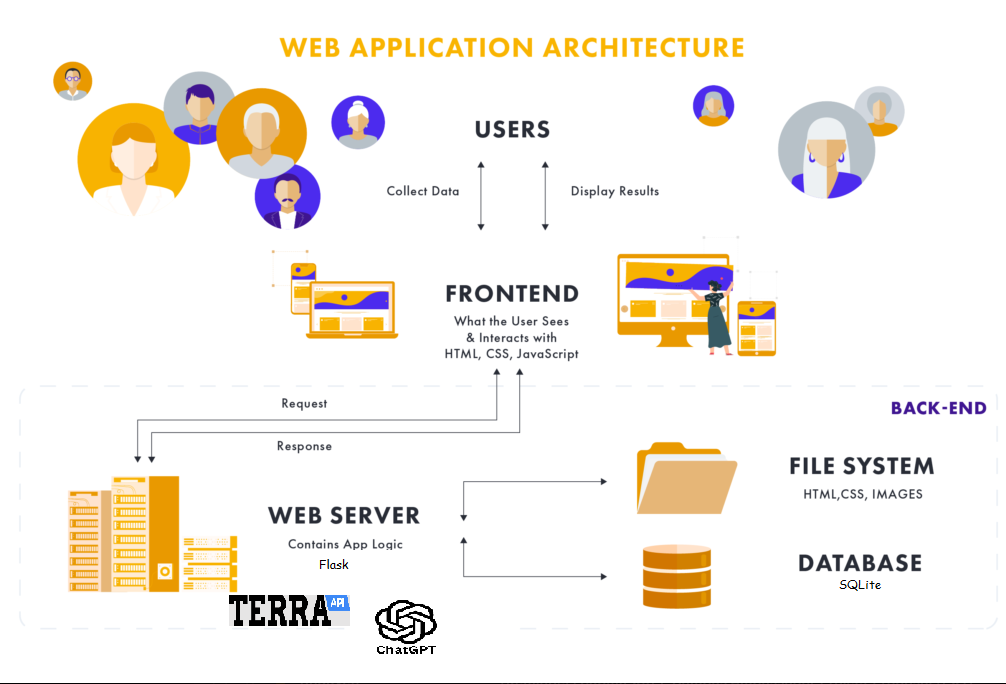 WEB APPLICATION ARCHITECTURE
USERS
Collect Data
Display Results
FRONTEND
What the User Sees
& Interacts with
HTML, CSS, JavaScript
Request
Response
BACK-END
FILE SYSTEM
HTML,CSS, IMAGES
WEB SERVER
Contains App Logic
Flask
DATABASE
SQLite
TERRA API
ChatGPT